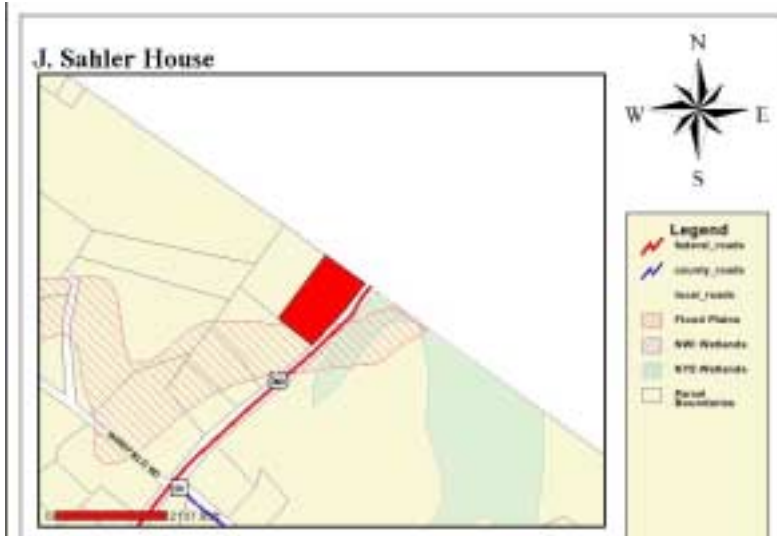 J. Sahler House
N
W E
S
Legend
federal_roads
county_roads
local_roads
Flood Plains
NWI Wetlands
NYS Wetlands
Parcel
Boundaries